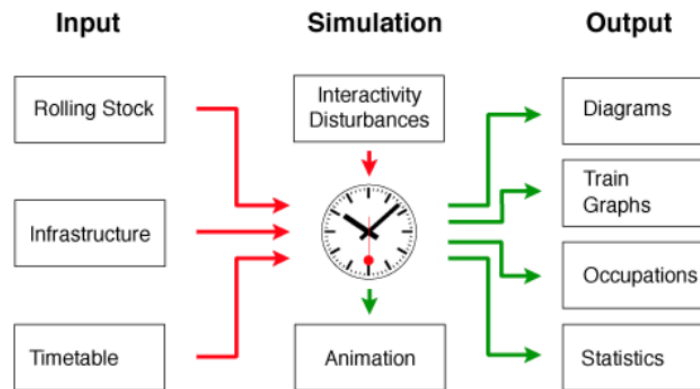 Input
Simulation
Output
Rolling Stock
Interactivity
Disturbances
Diagrams
Train
Graphs
Infrastructure
Occupations
Timetable
Animation
Statistics